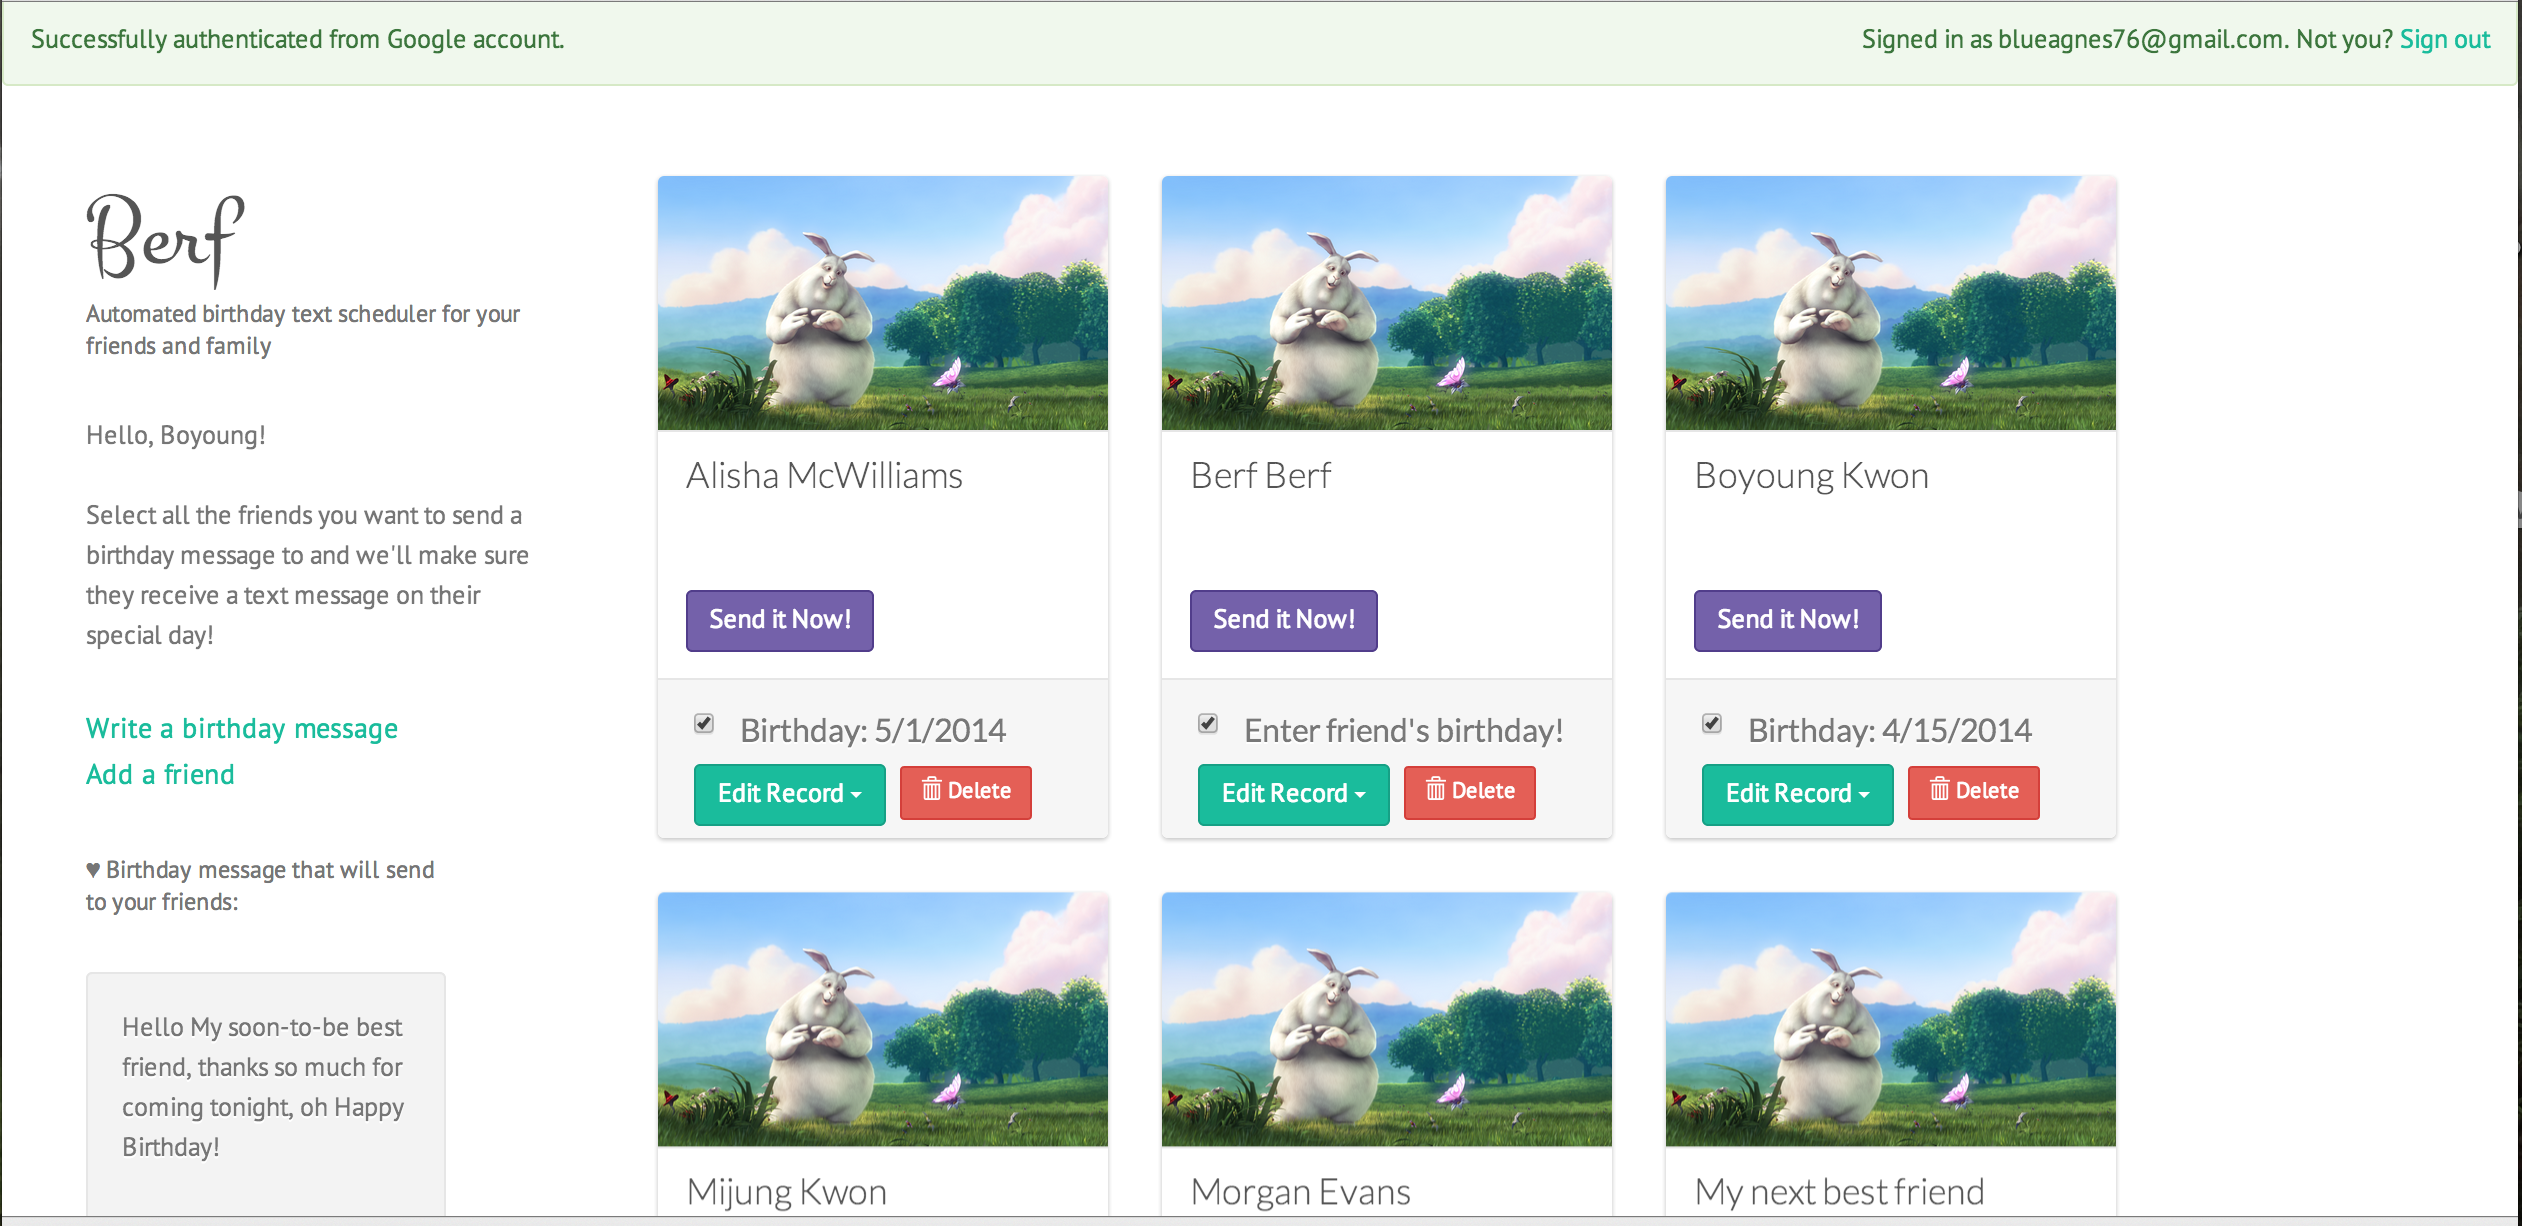 Successfully authenticated from Google account.
Signed in as blueagnes76@gmail.com. Not you? Sign out
Berf
Automated birthday text scheduler for your
friends and family
Hello, Boyoung!
Select all the friends you want to send a
birthday message to and we'll make sure
they receive a text message on their
special day!
Write a birthday message
Add a friend
♥ Birthday message that will send
to your friends:
Hello My soon-to-be best
friend, thanks so much for
coming tonight, oh Happy
Birthday!
Alisha McWilliams
Send it Now!
Birthday: 5/1/2014
Edit Record
Delete
Berf Berf
Send it Now!
Enter friend's birthday!
Edit Record
Delete
Boyoung Kwon
Send it Now!
Birthday: 4/15/2014
Edit Record
Delete
Mijung Kwon
Morgan Evans
My next best friend